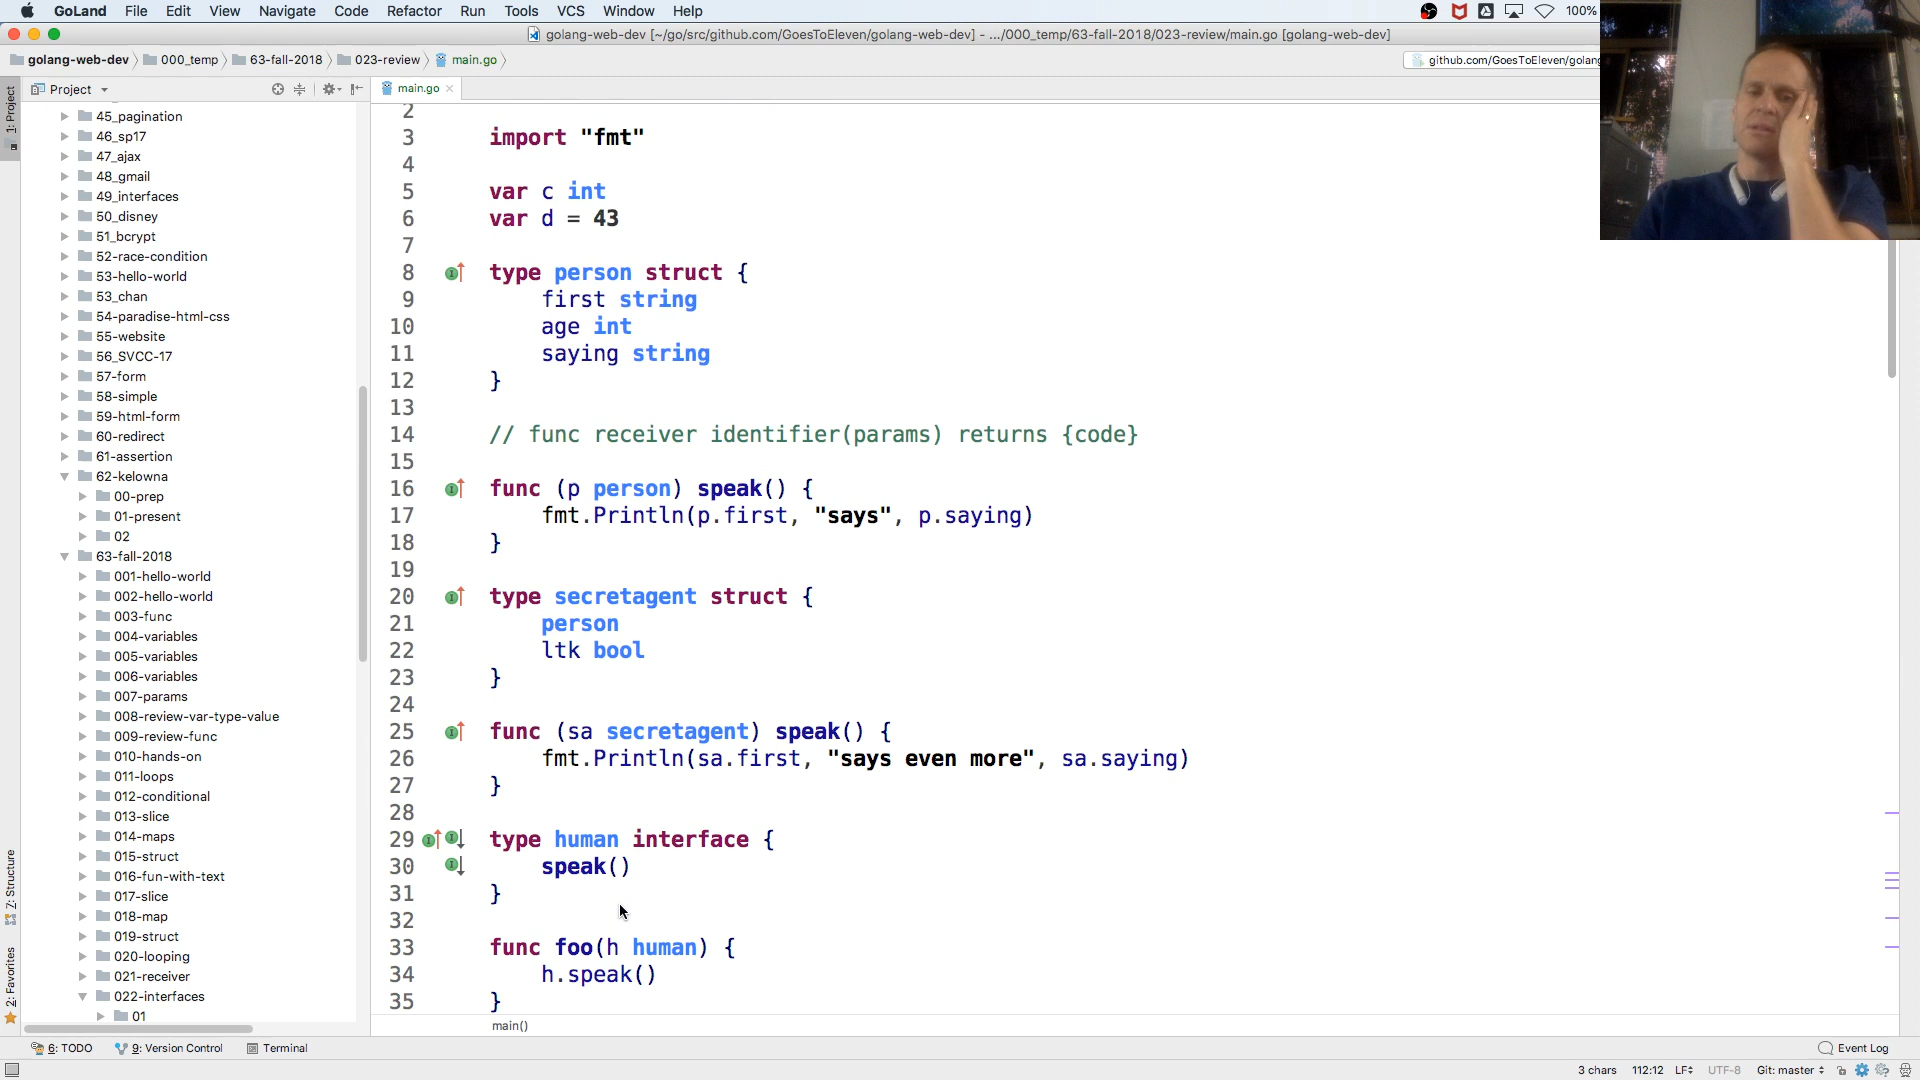 GoLand File Edit View Navigate Code Refactor Run Tools VCS Window Help 100%
golang-web-dev [~/go/src/github.com/GoesToEleven/golang-web-dev] - .../000_temp/63-fall-2018/023-review/main.go [golang-web-dev]
golang-web-dev 000_temp 63-fall-2018 023-review main.go github.com/GoesToEleven/golang
1: Project
Project
main.go
45_pagination
46_sp17
47_ajax
48_gmail
49_interfaces
50_disney
51_bcrypt
52-race-condition
53-hello-world
53_chan
54-paradise-html-css
55-website
56_SVCC-17
57-form
58-simple
59-html-form
60-redirect
61-assertion
62-kelowna
00-prep
01-present
02
63-fall-2018
001-hello-world
002-hello-world
003-func
004-variables
005-variables
006-variables
007-params
008-review-var-type-value
009-review-func
010-hands-on
011-loops
012-conditional
013-slice
014-maps
015-struct
016-fun-with-text
017-slice
018-map
019-struct
020-looping
021-receiver
022-interfaces
01
Z: Structure
2: Favorites
2
3 import "fmt"
4
5 var c int
6 var d = 43
7
8 type person struct {
9 first string
10 age int
11 saying string
12 }
13
14 // func receiver identifier(params) returns {code}
15
16 func (p person) speak() {
17 fmt.Println(p.first, "says", p.saying)
18 }
19
20 type secretagent struct {
21 person
22 ltk bool
23 }
24
25 func (sa secretagent) speak() {
26 fmt.Println(sa.first, "says even more", sa.saying)
27 }
28
29 type human interface {
30 speak()
31 }
32
33 func foo(h human) {
34 h.speak()
35 }
main()
6: TODO 9: Version Control Terminal Event Log
3 chars 112:12 LF UTF-8 Git: master